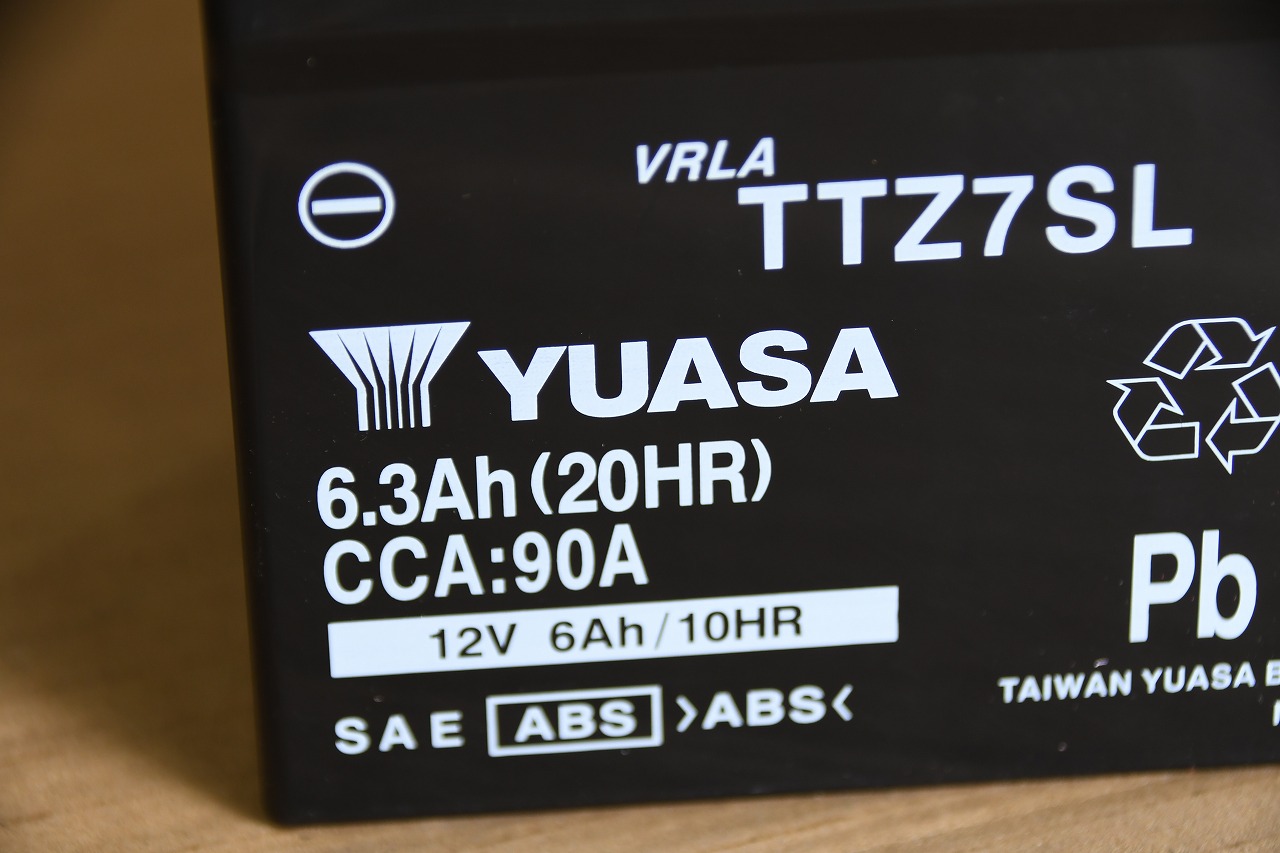 VRLA
TTZ7SL
YUASA
6.3Ah(20HR)
CCA:90A
12V 6Ah/10HR
SAE ABS >ABS<
Pb
TAIWAN YUASA